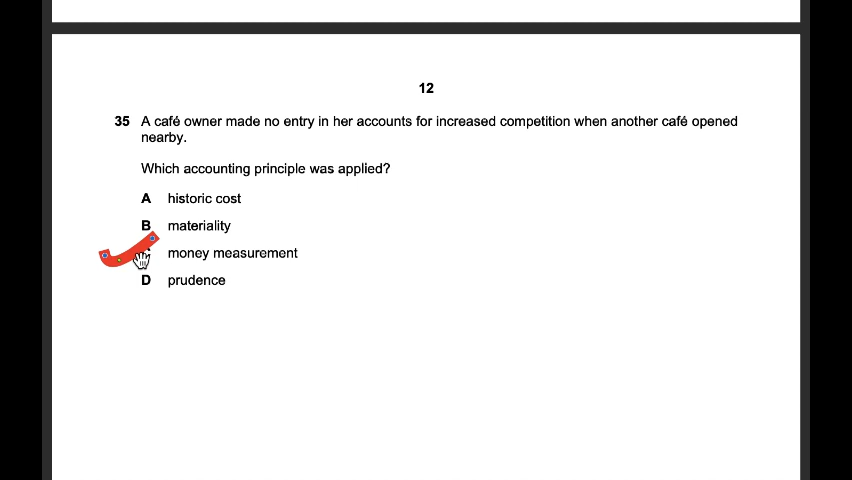 12
35 A café owner made no entry in her accounts for increased competition when another café opened
nearby.
Which accounting principle was applied?
A historic cost
B materiality
money measurement
D prudence